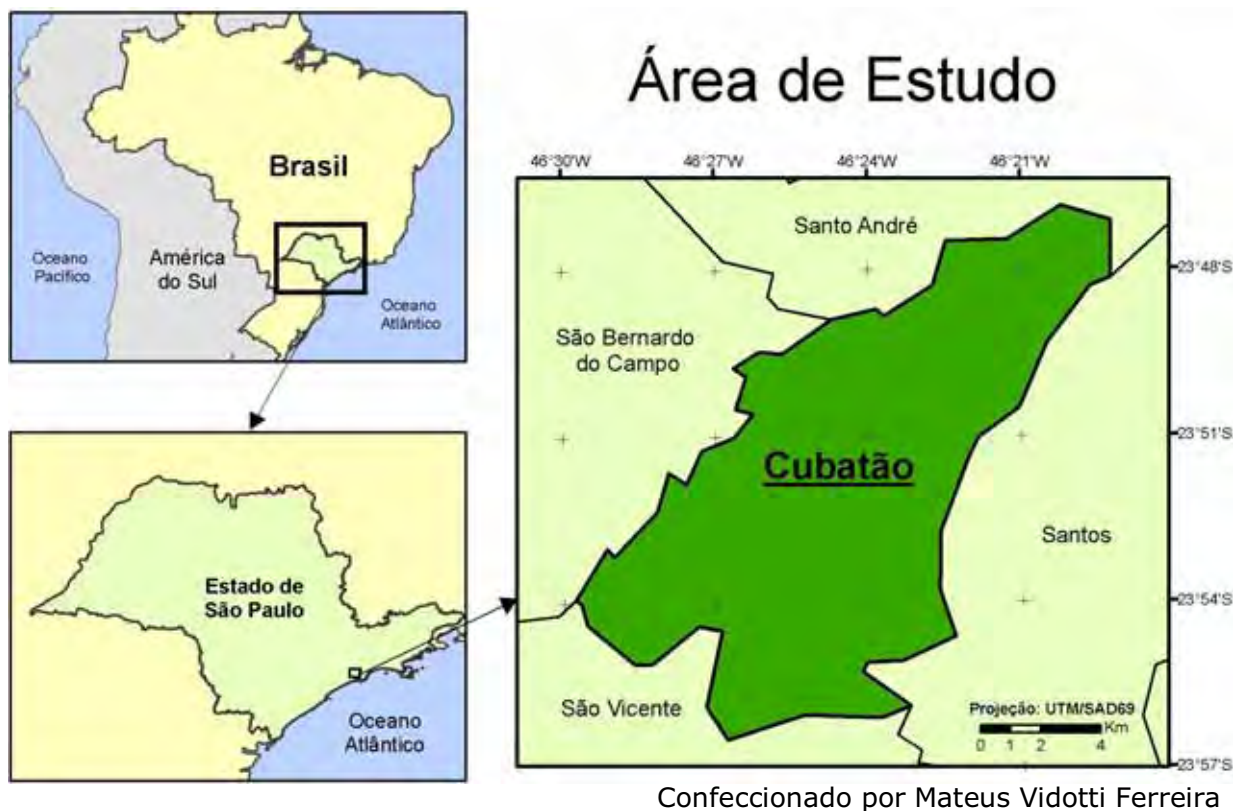 Brasil
Oceano
Pacífico
América
do Sul
Oceano
Atlântico
Estado de
São Paulo
Oceano
Atlântico
Área de Estudo
46°30'W 46°27'W 46°24'W 46°21'W
Santo André
23°48'S
São Bernardo
do Campo
23°51'S
Cubatão
Santos
23°54'S
São Vicente
Projeção: UTM/SAD69
Km
0 1 2 4
23°57'S
Confeccionado por Mateus Vidotti Ferreira